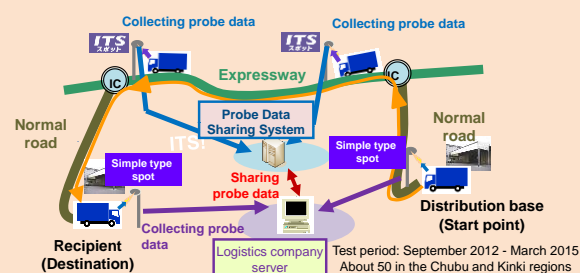 Collecting probe data
Collecting probe data
ITS
スポット
ITS
スポット
Expressway
IC
IC
Probe Data
Sharing System
ITS!
Normal
road
Normal
road
Simple type
spot
Simple type
spot
Sharing
probe data
Collecting probe
data
Distribution base
(Start point)
Recipient
(Destination)
Logistics company
server
Test period: September 2012 - March 2015
About 50 in the Chubu and Kinki regions